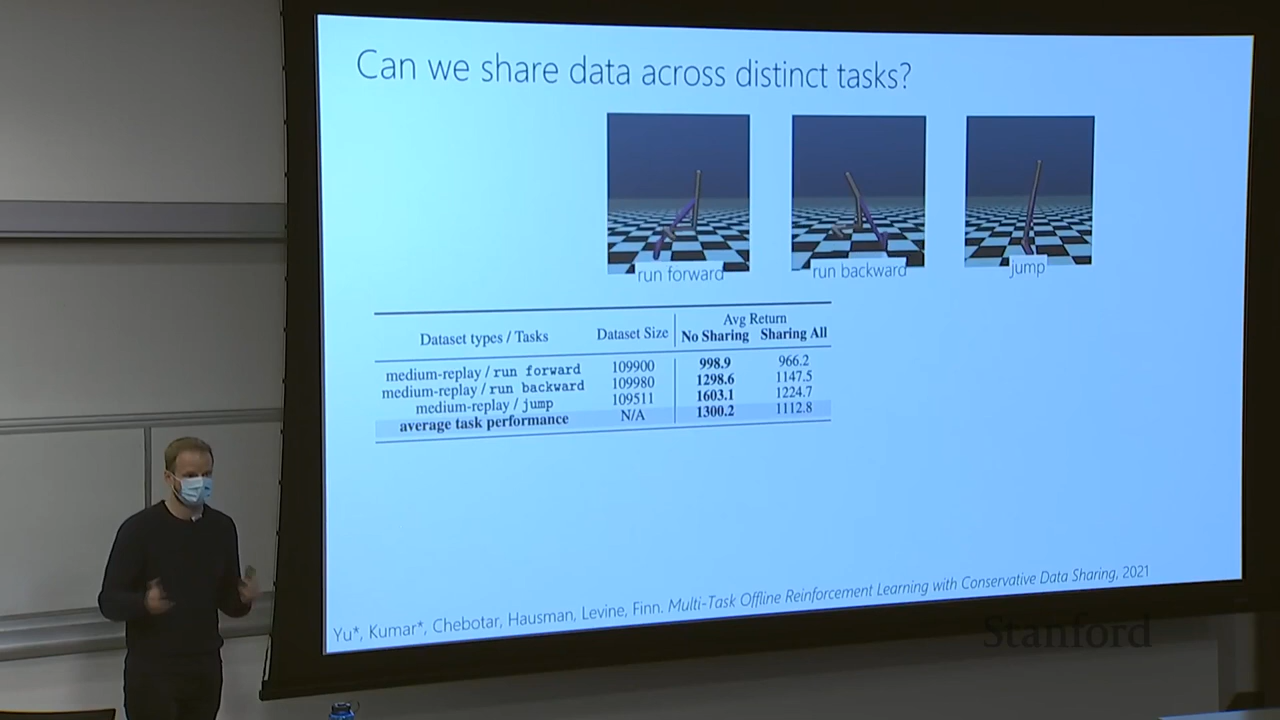 Can we share data across distinct tasks?
run forward
run backward
jump
Avg Return
Dataset types / Tasks Dataset Size No Sharing Sharing All
medium-replay / run forward 109900 998.9 966.2
medium-replay / run backward 109980 1298.6 1147.5
medium-replay / jump 109511 1603.1 1224.7
average task performance N/A 1300.2 1112.8
Yu*, Kumar*, Chebotar, Hausman, Levine, Finn. Multi-Task Offline Reinforcement Learning with Conservative Data Sharing, 2021
Stanford